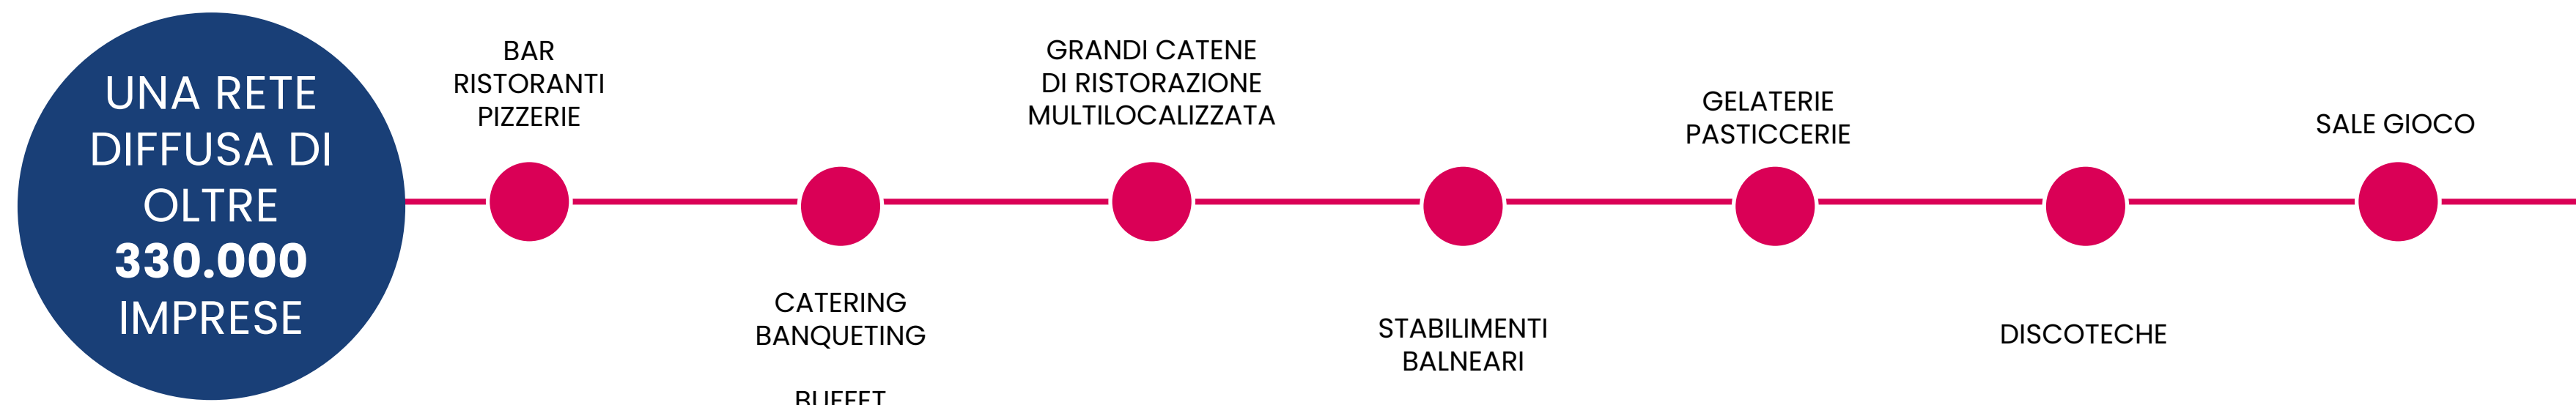 UNA RETE
DIFFUSA DI
OLTRE
330.000
IMPRESE
BAR
RISTORANTI
PIZZERIE
CATERING
BANQUETING
BUFFET
GRANDI CATENE
DI RISTORAZIONE
MULTILOCALIZZATA
STABILIMENTI
BALNEARI
GELATERIE
PASTICCERIE
DISCOTECHE
SALE GIOCO